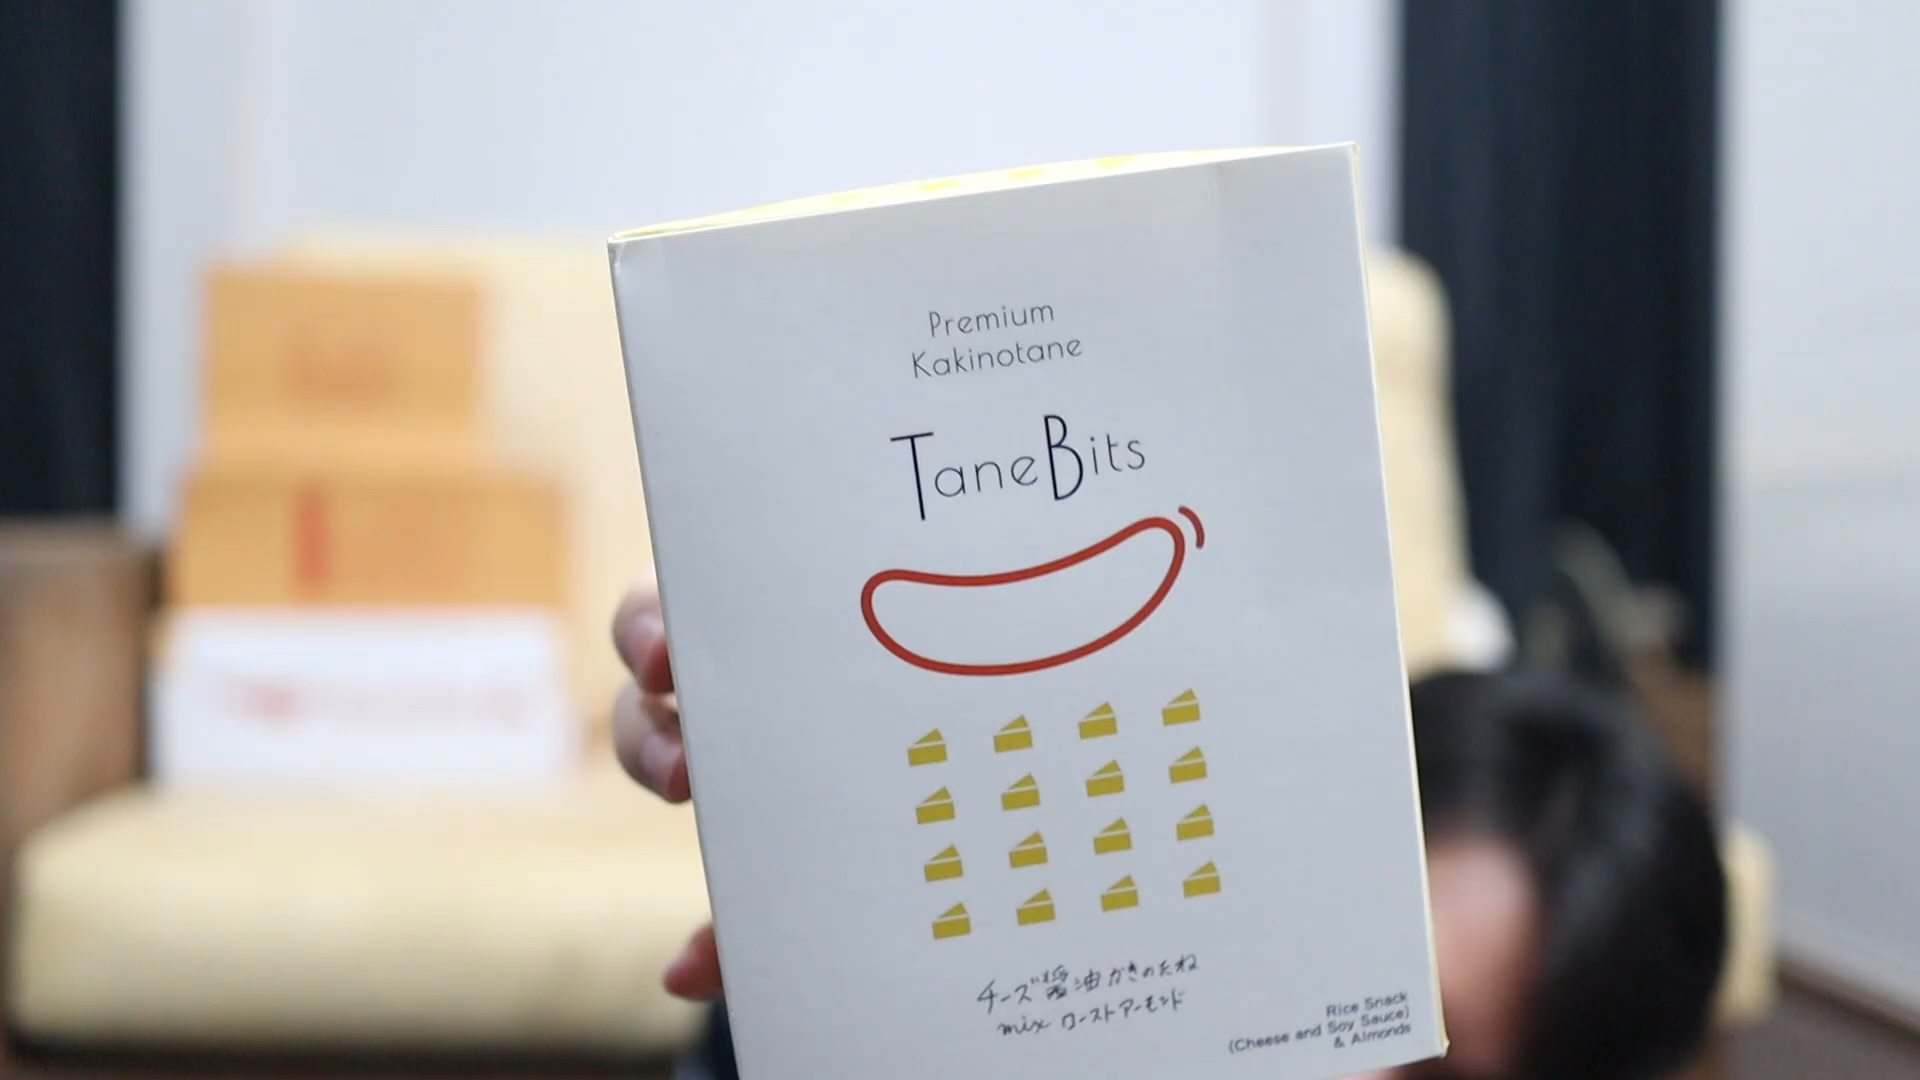 Premium
Kakinotane
TaneBits
チーズ醤油かきのたね
mix ローストアーモンド
Rice Snack
(Cheese and Soy Sauce)
& Almonds